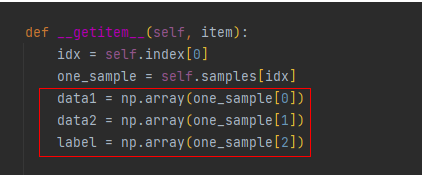 def __getitem__(self, item):
idx = self.index[0]
one_sample = self.samples[idx]
data1 = np.array(one_sample[0])
data2 = np.array(one_sample[1])
label = np.array(one_sample[2])